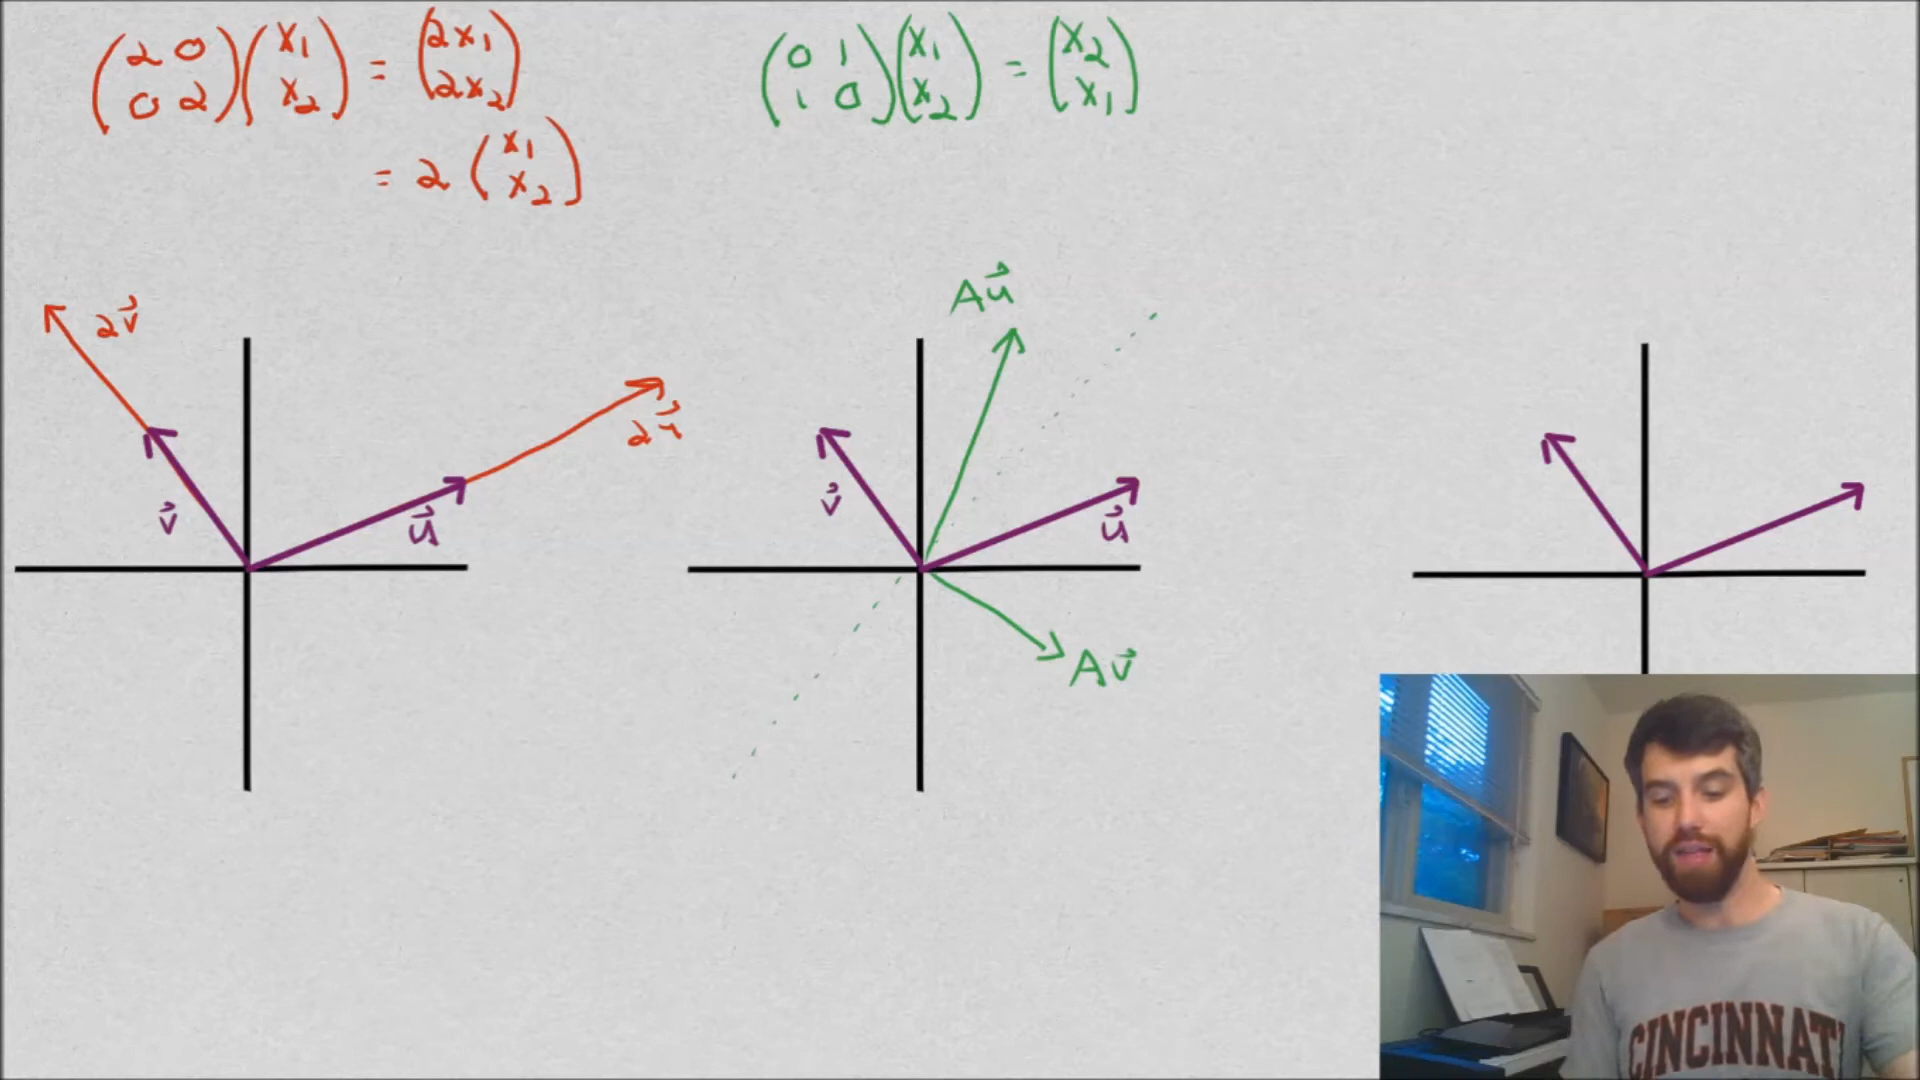 (2 0 0 2)(x₁ x₂) = (2x₁ 2x₂)
= 2 (x₁ x₂)
(0 1 1 0)(x₁ x₂) = (x₂ x₁)
2v⃗
v⃗
u⃗
Au⃗
v⃗
u⃗
Av⃗
CINCINNATI